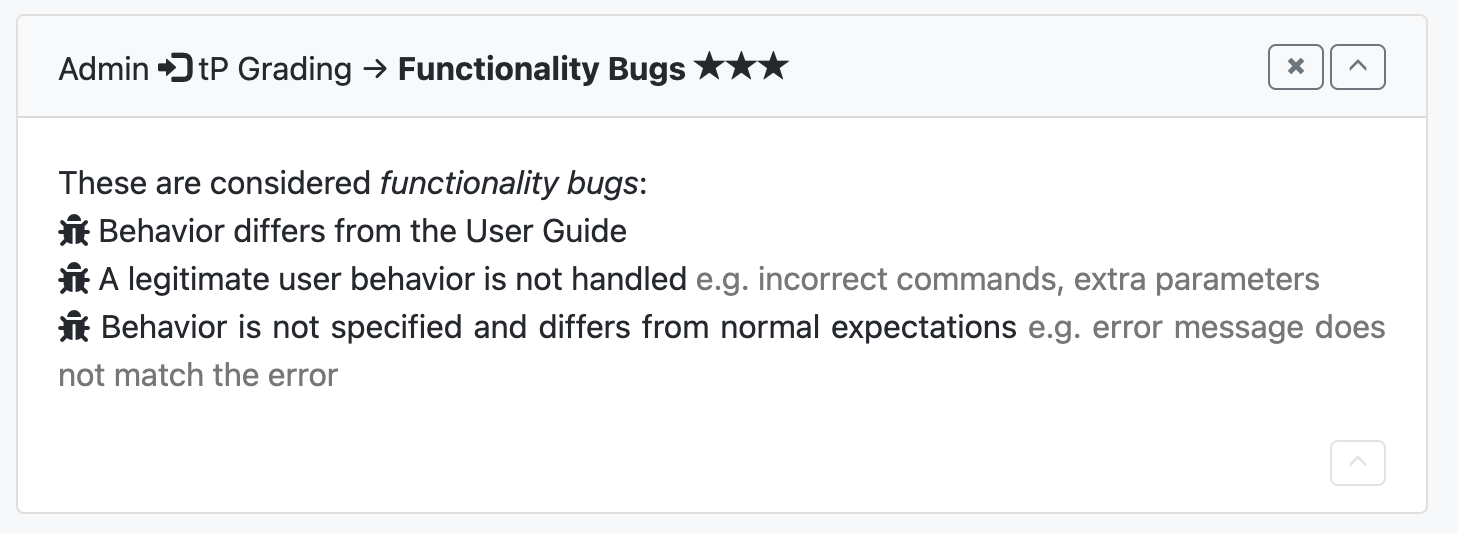 Admin tP Grading → Functionality Bugs ★★★
These are considered functionality bugs:
Behavior differs from the User Guide
A legitimate user behavior is not handled e.g. incorrect commands, extra parameters
Behavior is not specified and differs from normal expectations e.g. error message does
not match the error